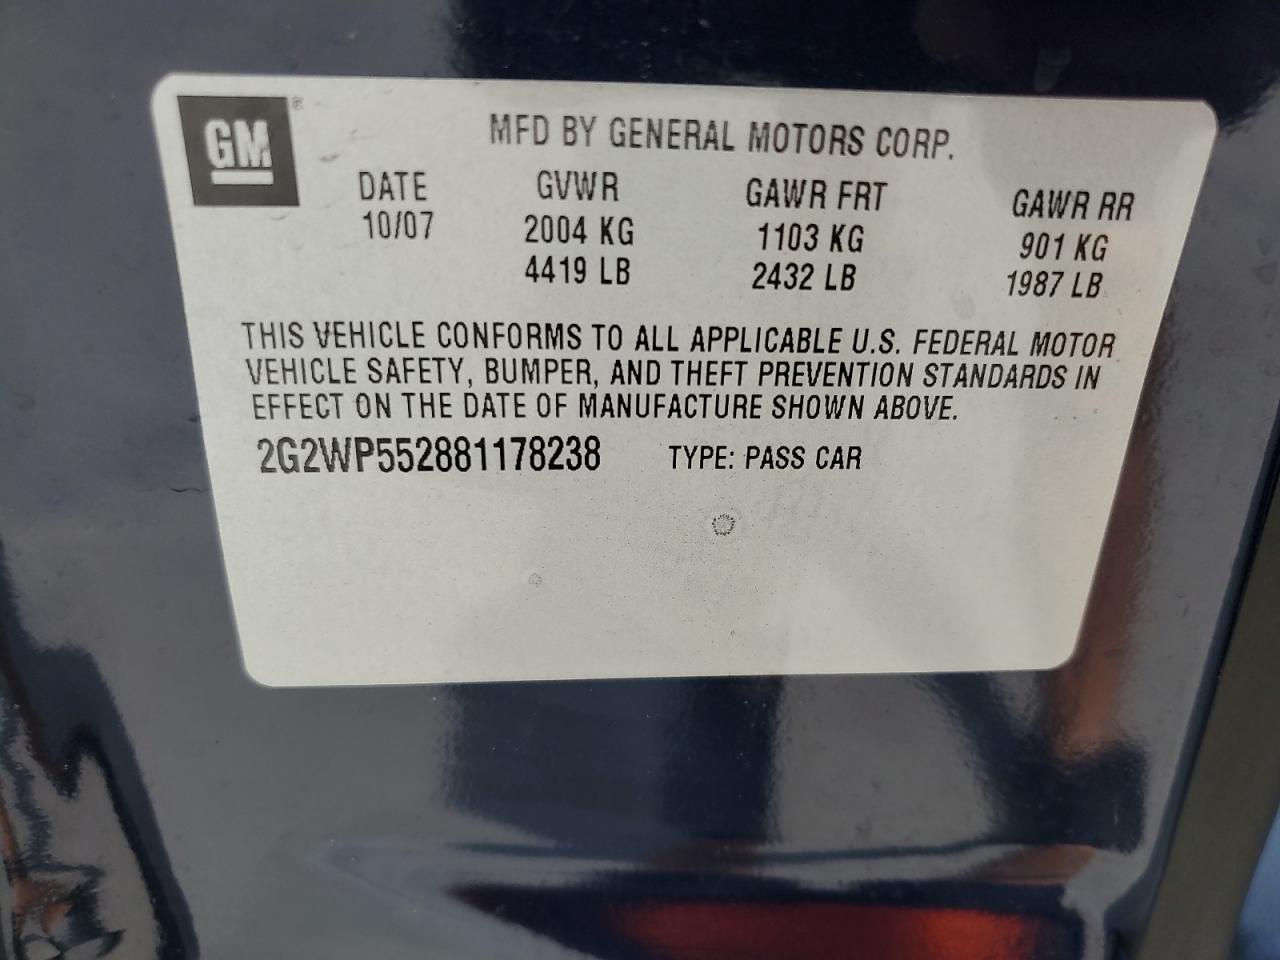 GM®
MFD BY GENERAL MOTORS CORP.
DATE GVWR GAWR FRT GAWR RR
10/07 2004 KG 1103 KG 901 KG
4419 LB 2432 LB 1987 LB
THIS VEHICLE CONFORMS TO ALL APPLICABLE U.S. FEDERAL MOTOR
VEHICLE SAFETY, BUMPER, AND THEFT PREVENTION STANDARDS IN
EFFECT ON THE DATE OF MANUFACTURE SHOWN ABOVE.
2G2WP552881178238 TYPE: PASS CAR